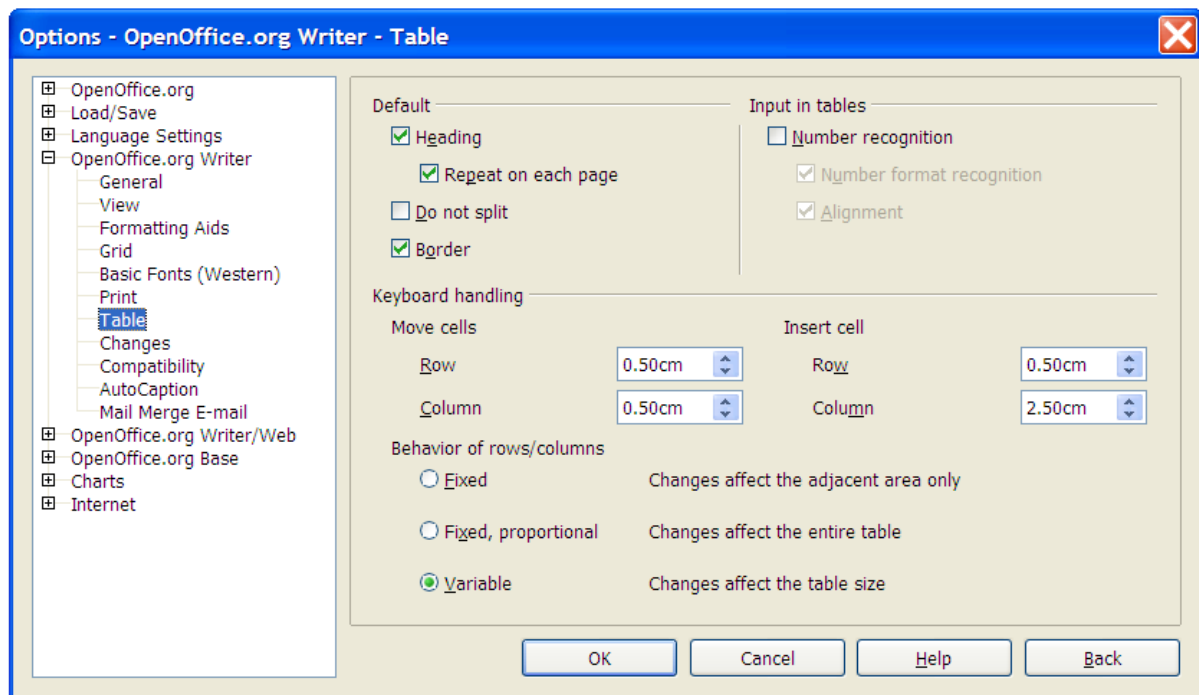 Options - OpenOffice.org Writer - Table
OpenOffice.org
Load/Save
Language Settings
OpenOffice.org Writer
General
View
Formatting Aids
Grid
Basic Fonts (Western)
Print
Table
Changes
Compatibility
AutoCaption
Mail Merge E-mail
OpenOffice.org Writer/Web
OpenOffice.org Base
Charts
Internet
Default
Heading
Repeat on each page
Do not split
Border
Input in tables
Number recognition
Number format recognition
Alignment
Keyboard handling
Move cells
Row 0.50cm
Column 0.50cm
Insert cell
Row 0.50cm
Column 2.50cm
Behavior of rows/columns
Fixed Changes affect the adjacent area only
Fixed, proportional Changes affect the entire table
Variable Changes affect the table size
OK Cancel Help Back